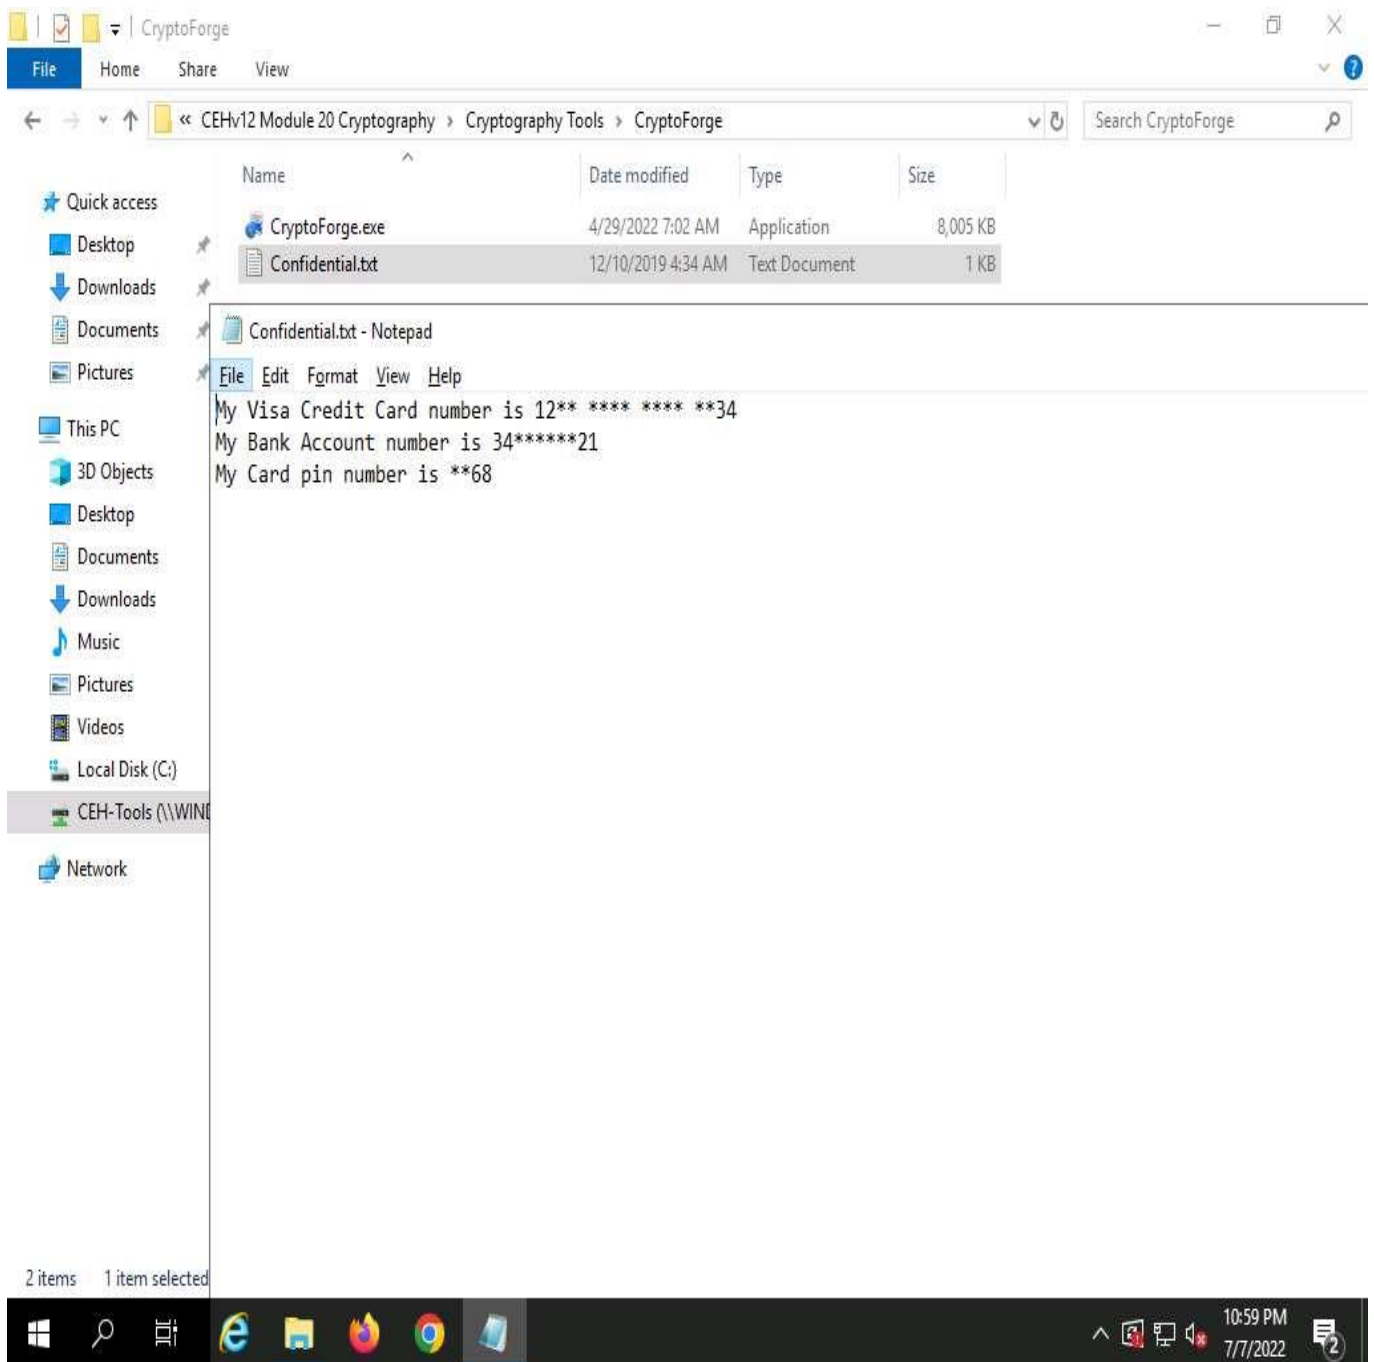 CryptoForge
File Home Share View
« CEHv12 Module 20 Cryptography › Cryptography Tools › CryptoForge
Search CryptoForge
Name Date modified Type Size
CryptoForge.exe 4/29/2022 7:02 AM Application 8,005 KB
Confidential.txt 12/10/2019 4:34 AM Text Document 1 KB
Quick access
Desktop
Downloads
Documents
Pictures
This PC
3D Objects
Desktop
Documents
Downloads
Music
Pictures
Videos
Local Disk (C:)
CEH-Tools (\\WIND
Network
Confidential.txt - Notepad
File Edit Format View Help
My Visa Credit Card number is 12** **** **** **34
My Bank Account number is 34******21
My Card pin number is **68
2 items 1 item selected
10:59 PM
7/7/2022
2